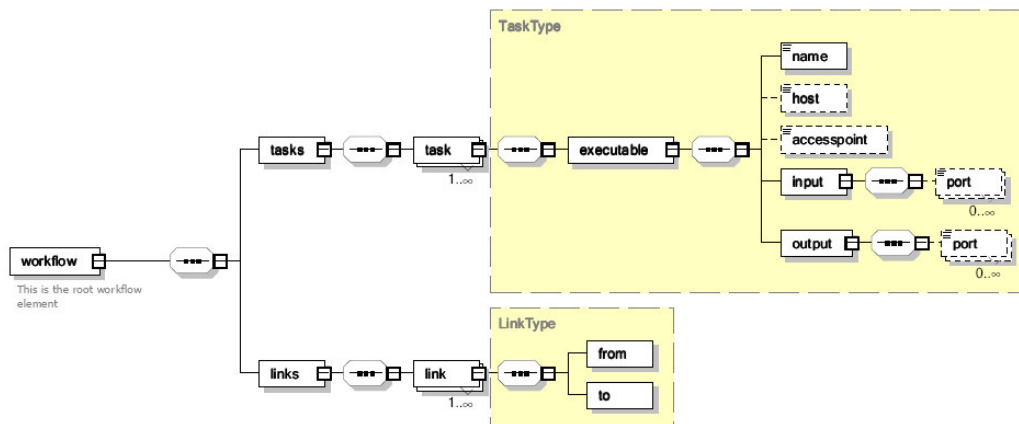 TaskType
name
host
accesspoint
tasks
task
executable
1..∞
input
port
0..∞
output
port
0..∞
workflow
This is the root workflow
element
LinkType
from
links
link
to
1..∞